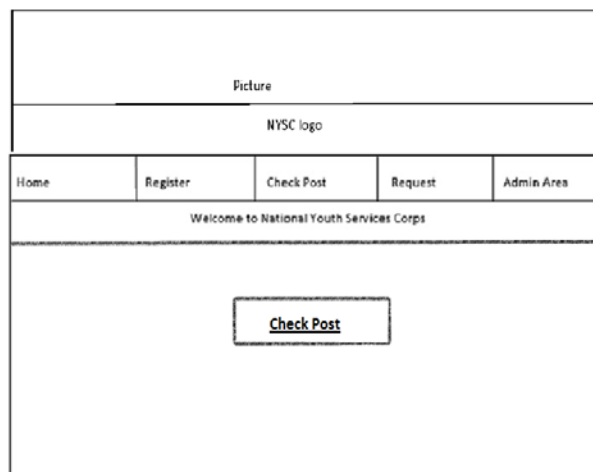 Picture
NYSC logo
Home Register Check Post Request Admin Area
Welcome to National Youth Services Corps
Check Post